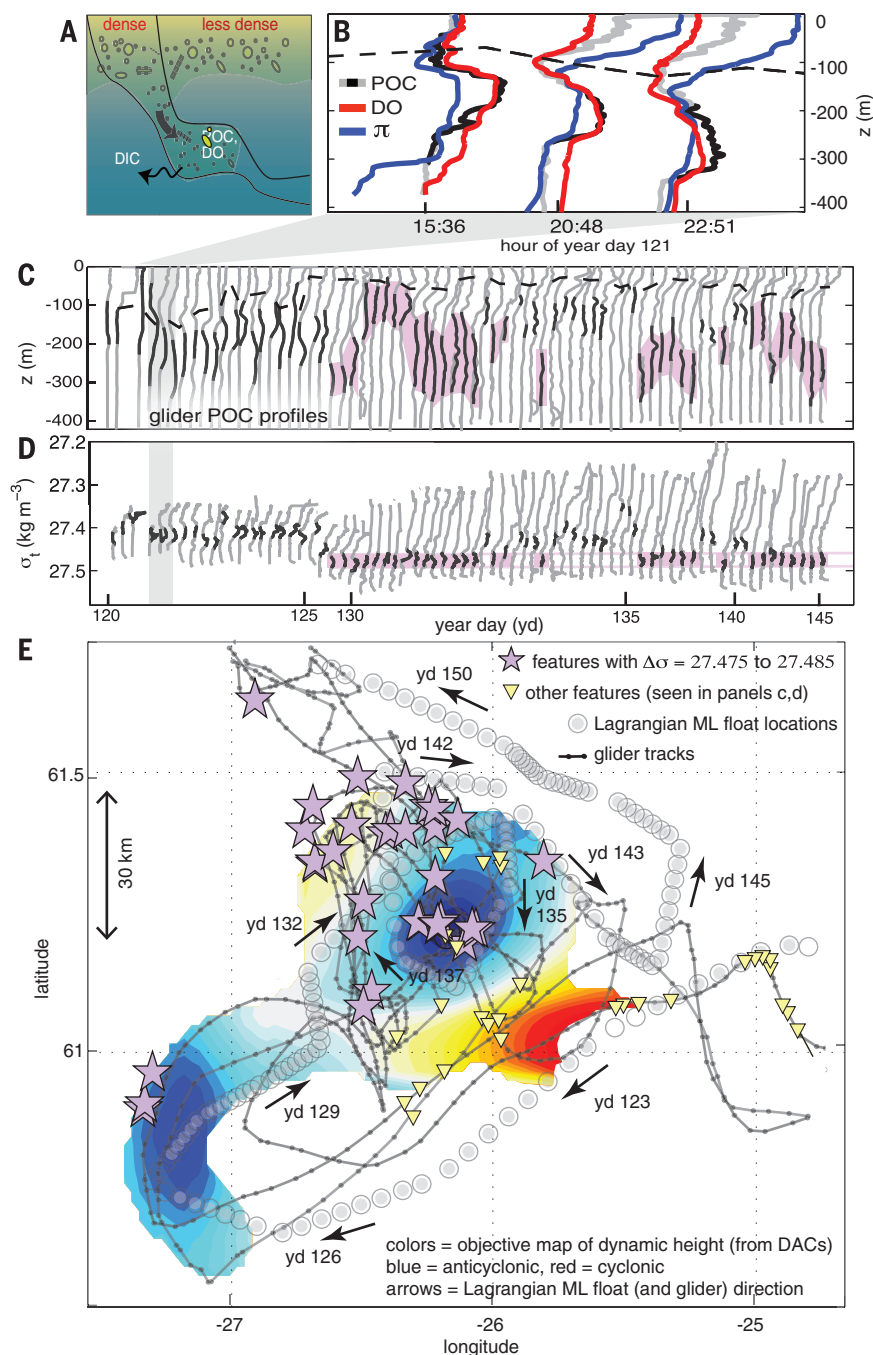 A
dense
less dense
POC,
DO
DIC
B
POC
DO
π
0
-100
-200
-300
-400
z (m)
15:36
20:48
22:51
hour of year day 121
C
0
-100
-200
-300
-400
z (m)
glider POC profiles
D
27.2
27.3
27.4
27.5
σt (kg m−3)
120
125
130
135
140
145
year day (yd)
E
features with Δσ = 27.475 to 27.485
other features (seen in panels c,d)
Lagrangian ML float locations
glider tracks
yd 150
yd 142
yd 143
yd 145
yd
135
yd 132
yd 137
yd 129
yd 123
yd 126
30 km
61.5
61
latitude
colors = objective map of dynamic height (from DACs)
blue = anticyclonic, red = cyclonic
arrows = Lagrangian ML float (and glider) direction
-27
-26
-25
longitude